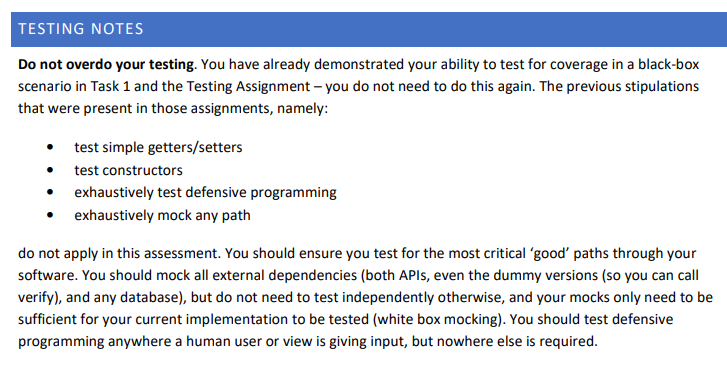 TESTING NOTES
Do not overdo your testing. You have already demonstrated your ability to test for coverage in a black-box
scenario in Task 1 and the Testing Assignment – you do not need to do this again. The previous stipulations
that were present in those assignments, namely:
• test simple getters/setters
• test constructors
• exhaustively test defensive programming
• exhaustively mock any path
do not apply in this assessment. You should ensure you test for the most critical ‘good’ paths through your
software. You should mock all external dependencies (both APIs, even the dummy versions (so you can call
verify), and any database), but do not need to test independently otherwise, and your mocks only need to be
sufficient for your current implementation to be tested (white box mocking). You should test defensive
programming anywhere a human user or view is giving input, but nowhere else is required.